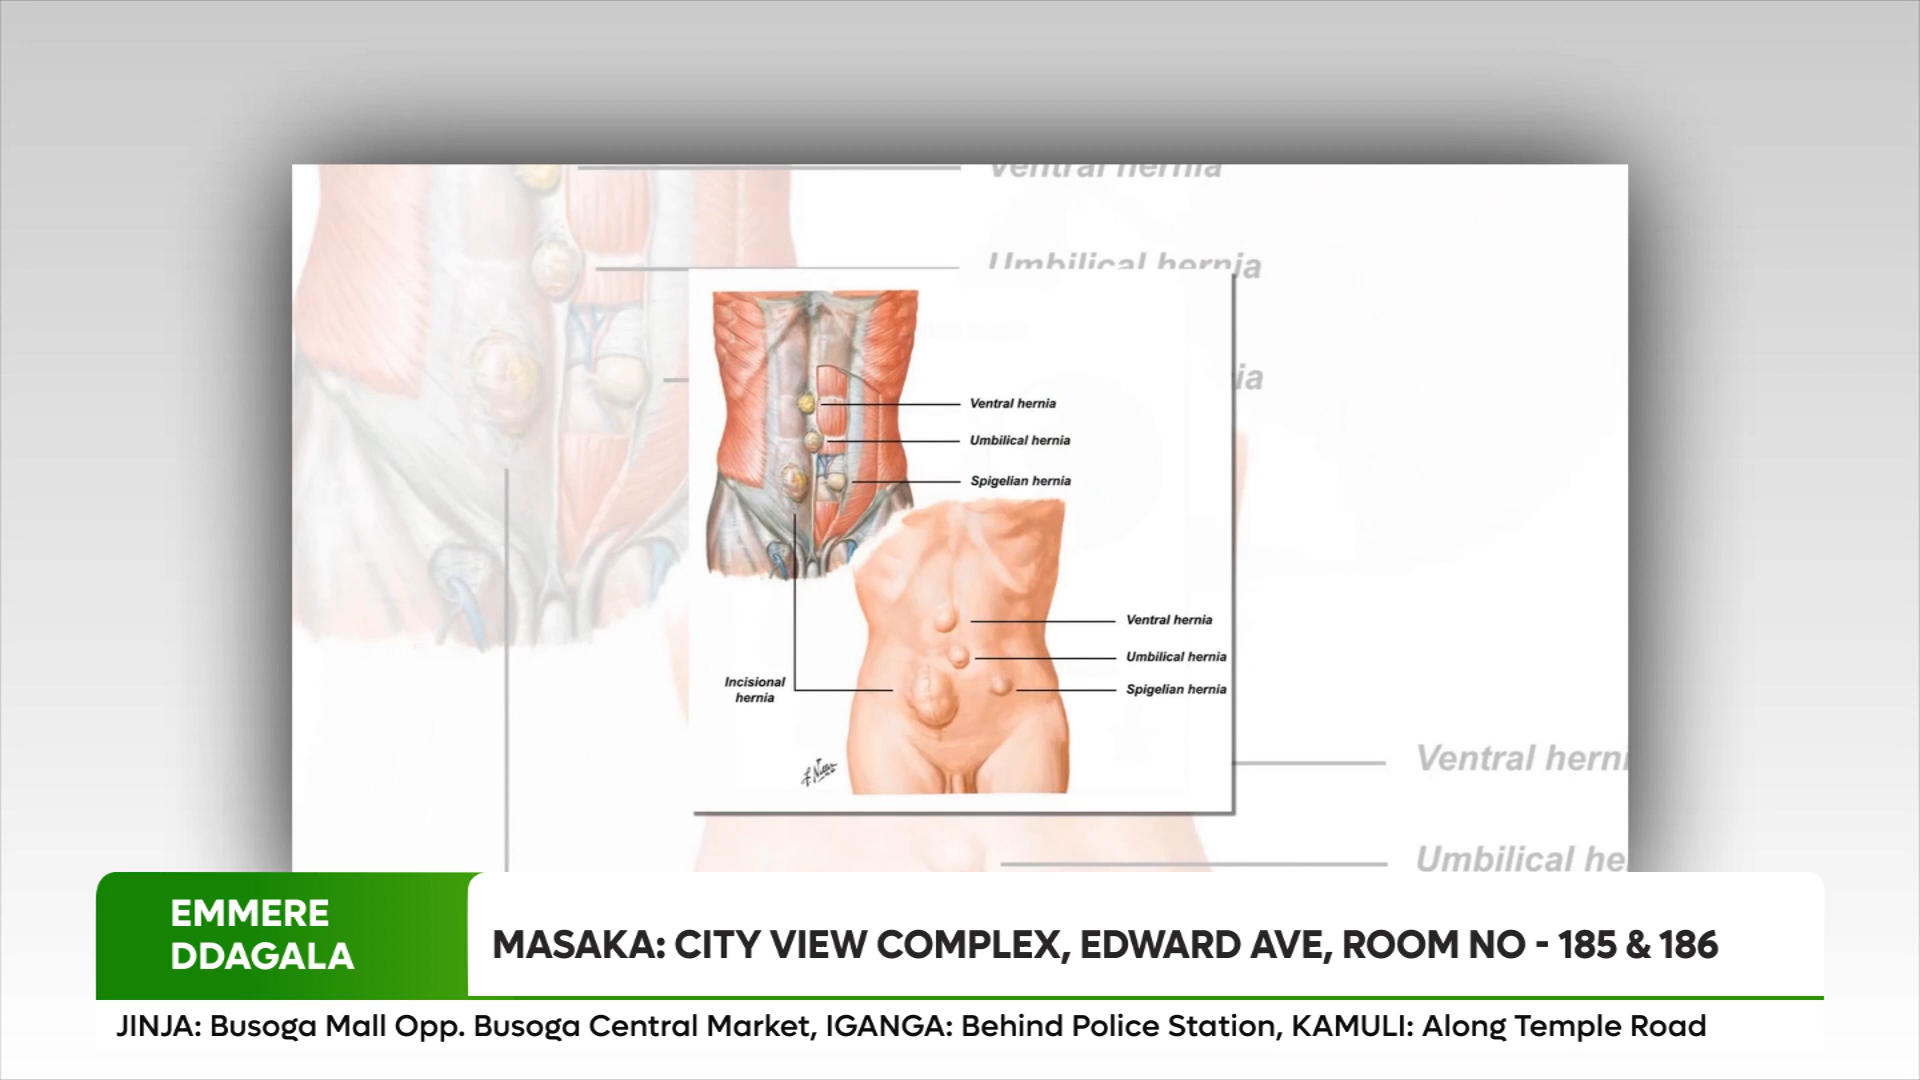 Ventral hernia
Umbilical hernia
ia
Ventral hernia
Umbilical hernia
Spigelian hernia
Ventral hernia
Umbilical hernia
Spigelian hernia
Incisional
hernia
Ventral herni
Umbilical he
EMMERE
DDAGALA
MASAKA: CITY VIEW COMPLEX, EDWARD AVE, ROOM NO - 185 & 186
JINJA: Busoga Mall Opp. Busoga Central Market, IGANGA: Behind Police Station, KAMULI: Along Temple Road